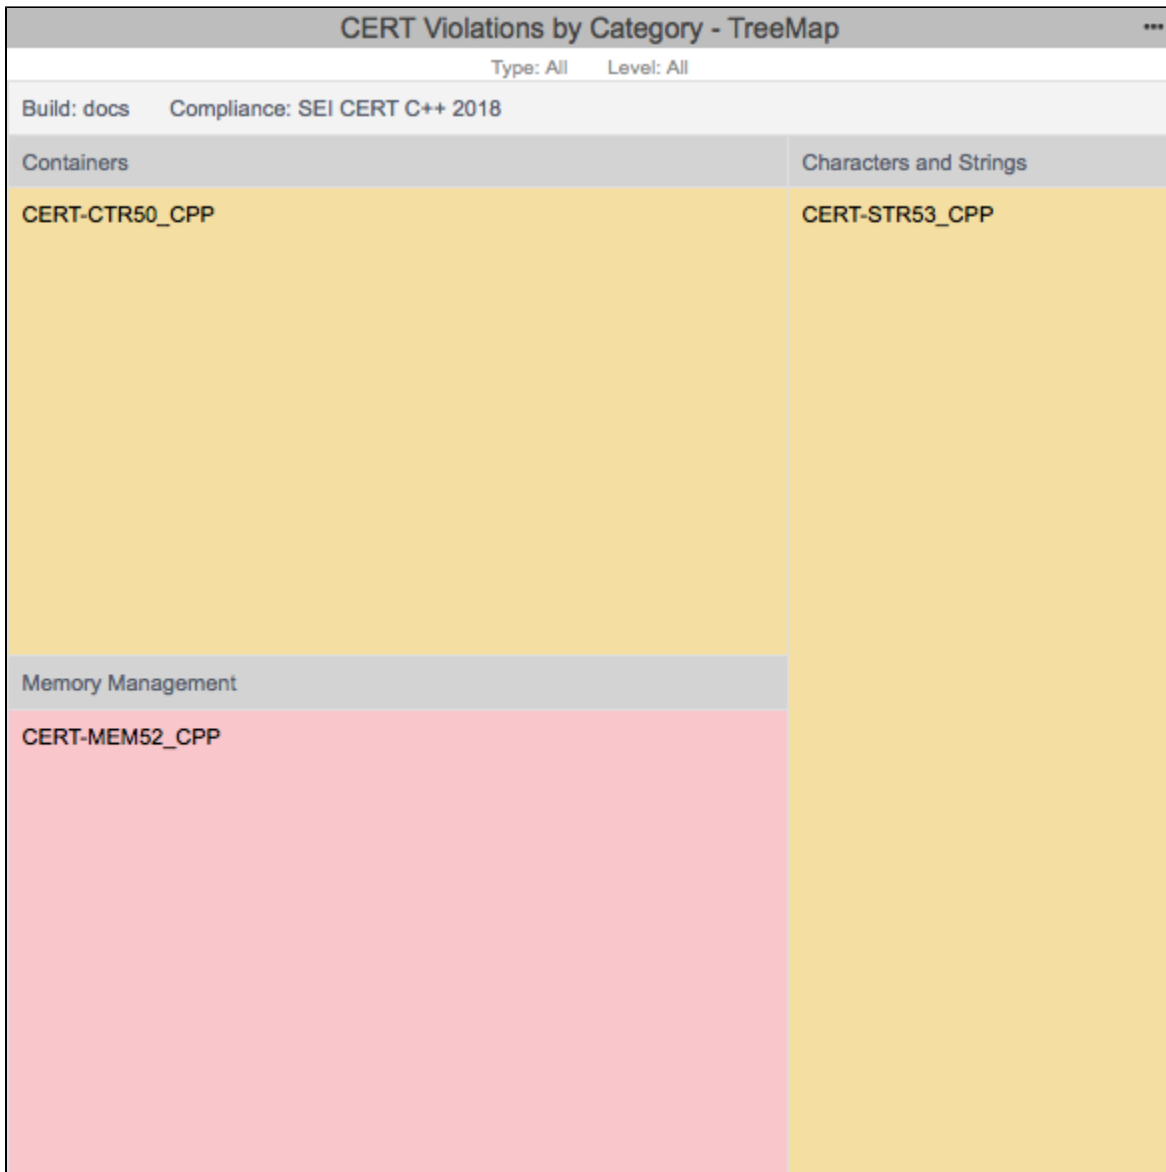 CERT Violations by Category - TreeMap
Type: All Level: All
Build: docs Compliance: SEI CERT C++ 2018
Containers
CERT-CTR50_CPP
Memory Management
CERT-MEM52_CPP
Characters and Strings
CERT-STR53_CPP